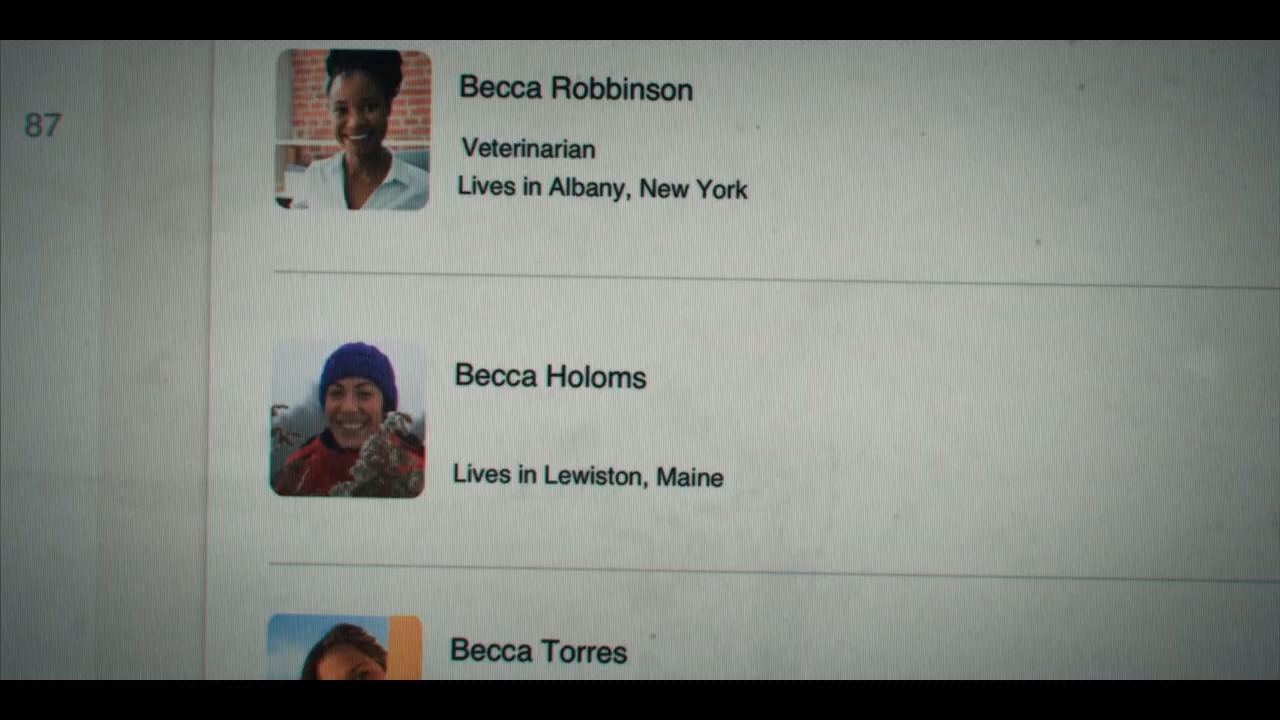 87
Becca Robbinson
Veterinarian
Lives in Albany, New York
Becca Holoms
Lives in Lewiston, Maine
Becca Torres